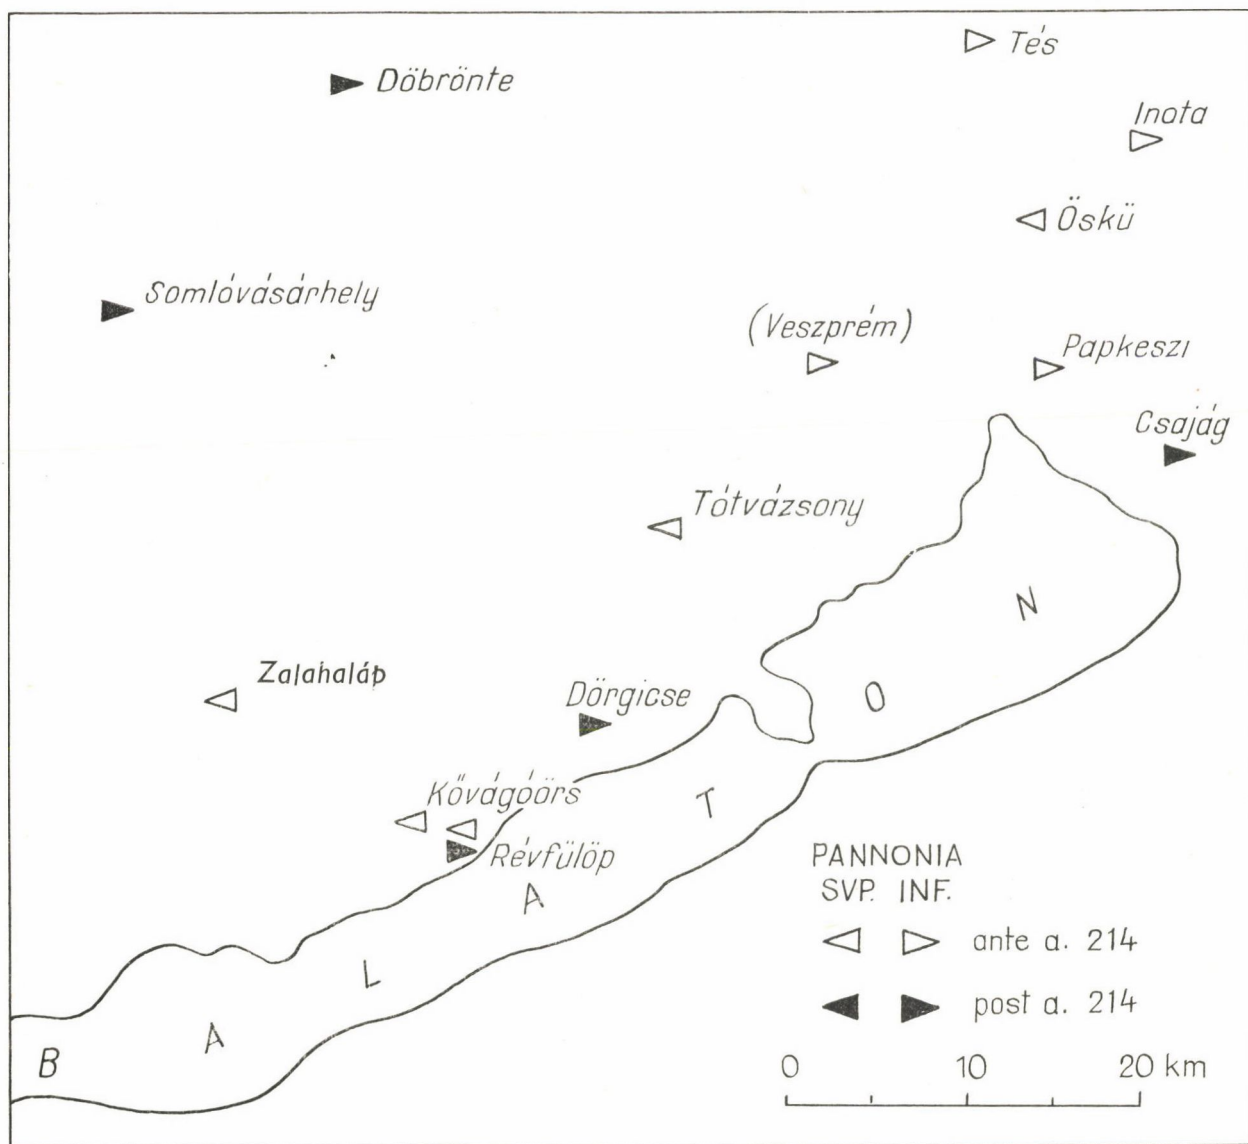 Tés
Döbrönte
Inota
Öskü
Somlóvásárhely
(Veszprém)
Papkeszi
Csajág
Tótvázsony
Zalahaláp
Dörgicse
Kővágóörs
Révfülöp
B A L A T O N
PANNONIA
SVP. INF.
ante a. 214
post a. 214
0 10 20 km